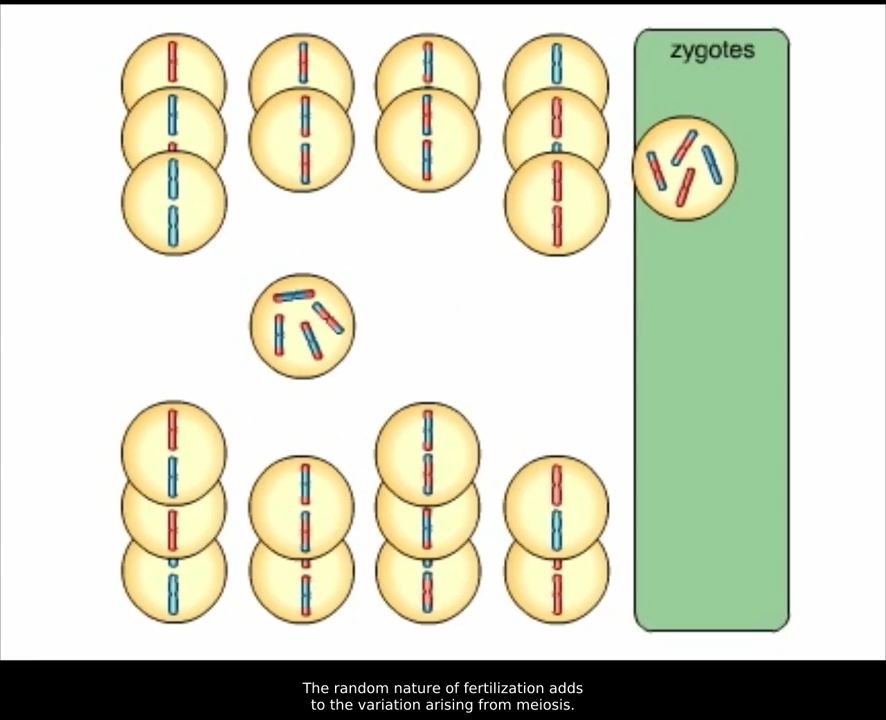 zygotes
The random nature of fertilization adds
to the variation arising from meiosis.